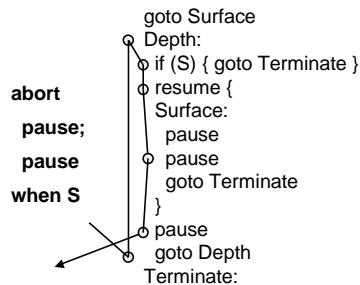 abort
pause;
pause
when S
goto Surface
Depth:
if (S) { goto Terminate }
resume {
Surface:
pause
pause
goto Terminate
}
pause
goto Depth
Terminate: